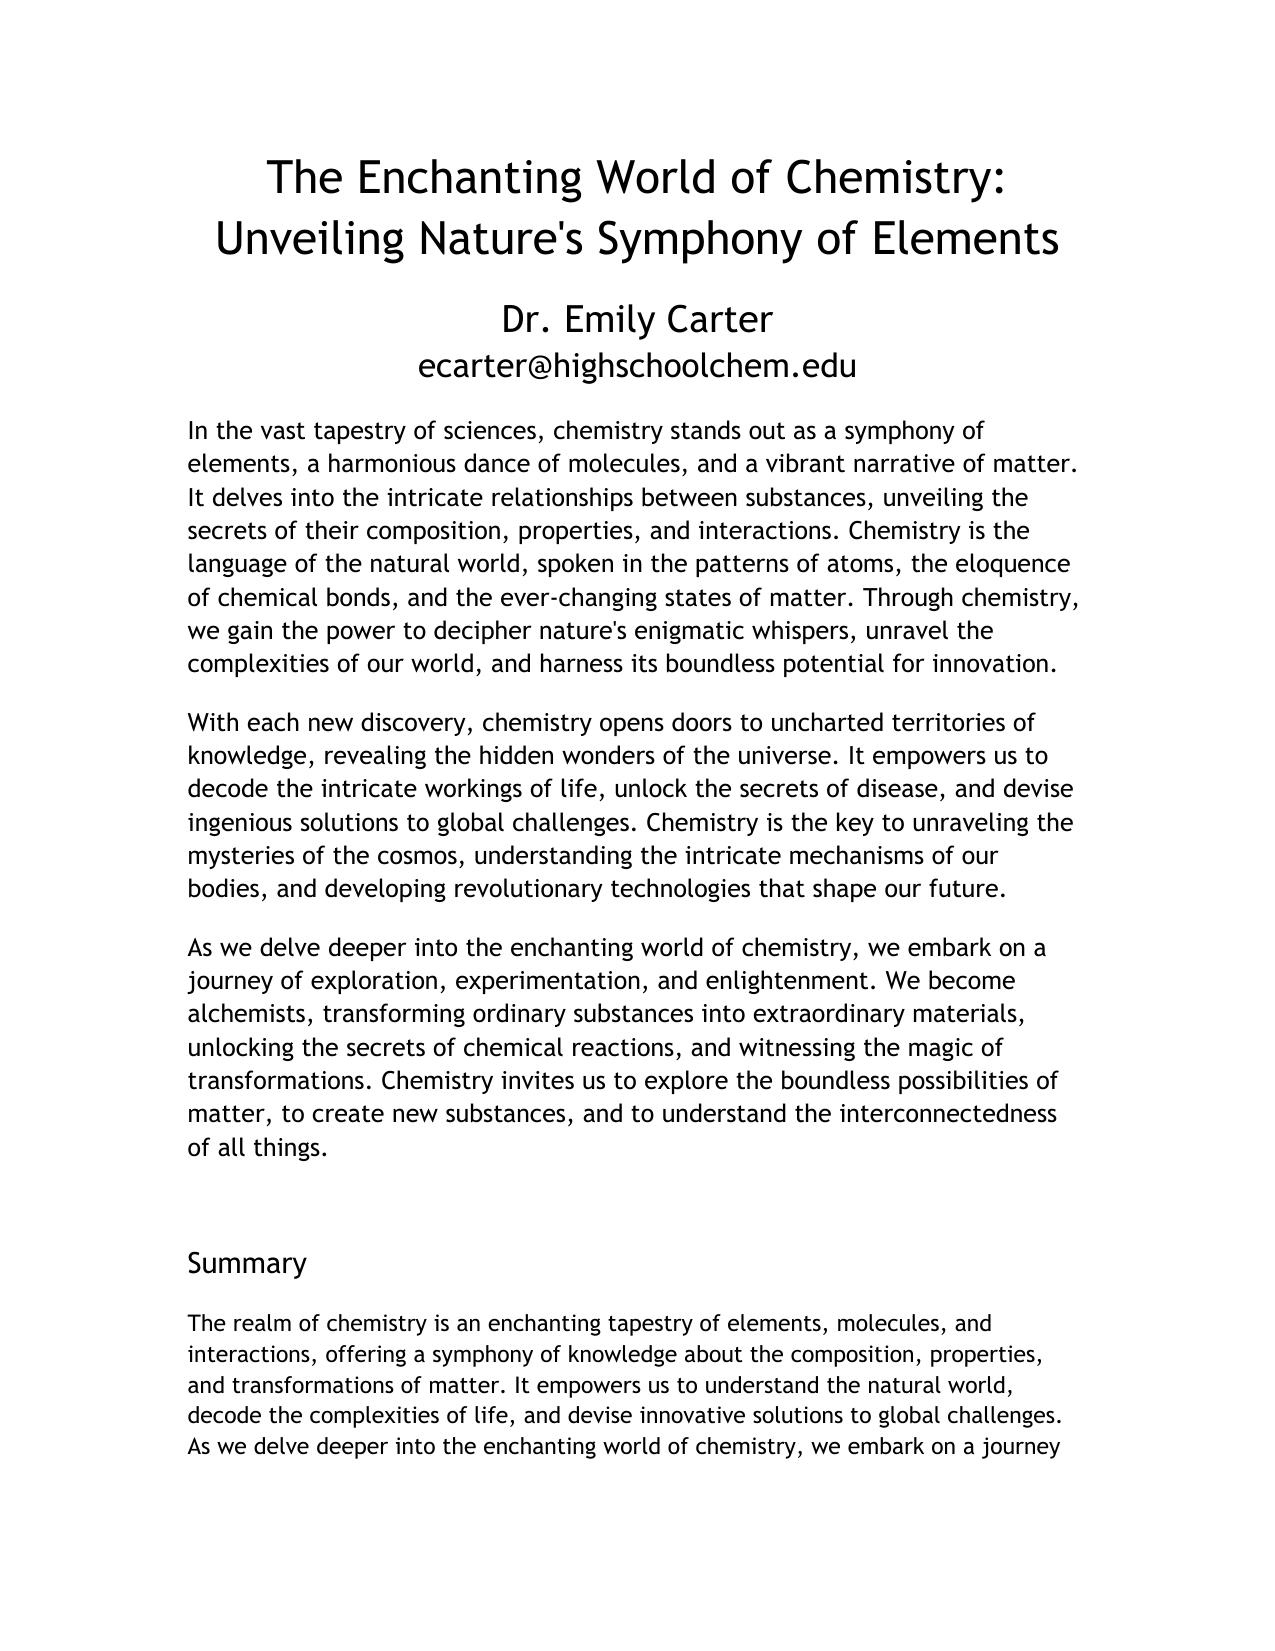 The Enchanting World of Chemistry:
Unveiling Nature's Symphony of Elements
Dr. Emily Carter
ecarter@highschoolchem.edu
In the vast tapestry of sciences, chemistry stands out as a symphony of
elements, a harmonious dance of molecules, and a vibrant narrative of matter.
It delves into the intricate relationships between substances, unveiling the
secrets of their composition, properties, and interactions. Chemistry is the
language of the natural world, spoken in the patterns of atoms, the eloquence
of chemical bonds, and the ever-changing states of matter. Through chemistry,
we gain the power to decipher nature's enigmatic whispers, unravel the
complexities of our world, and harness its boundless potential for innovation.
With each new discovery, chemistry opens doors to uncharted territories of
knowledge, revealing the hidden wonders of the universe. It empowers us to
decode the intricate workings of life, unlock the secrets of disease, and devise
ingenious solutions to global challenges. Chemistry is the key to unraveling the
mysteries of the cosmos, understanding the intricate mechanisms of our
bodies, and developing revolutionary technologies that shape our future.
As we delve deeper into the enchanting world of chemistry, we embark on a
journey of exploration, experimentation, and enlightenment. We become
alchemists, transforming ordinary substances into extraordinary materials,
unlocking the secrets of chemical reactions, and witnessing the magic of
transformations. Chemistry invites us to explore the boundless possibilities of
matter, to create new substances, and to understand the interconnectedness
of all things.
Summary
The realm of chemistry is an enchanting tapestry of elements, molecules, and
interactions, offering a symphony of knowledge about the composition, properties,
and transformations of matter. It empowers us to understand the natural world,
decode the complexities of life, and devise innovative solutions to global challenges.
As we delve deeper into the enchanting world of chemistry, we embark on a journey